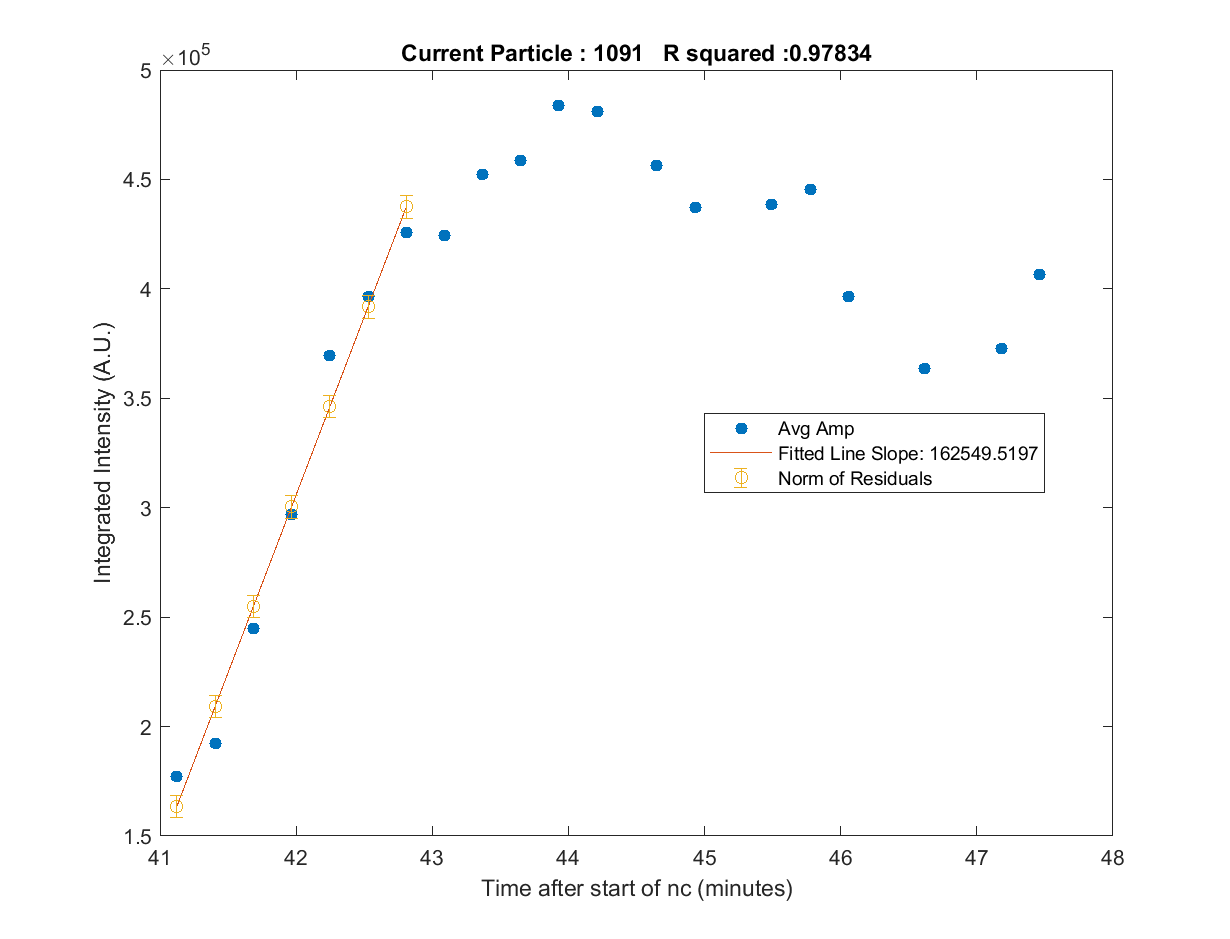 Current Particle : 1091   R squared :0.97834
×10^5
5
4.5
4
3.5
3
2.5
2
1.5
Integrated Intensity (A.U.)
Avg Amp
Fitted Line Slope: 162549.5197
Norm of Residuals
41 42 43 44 45 46 47 48
Time after start of nc (minutes)